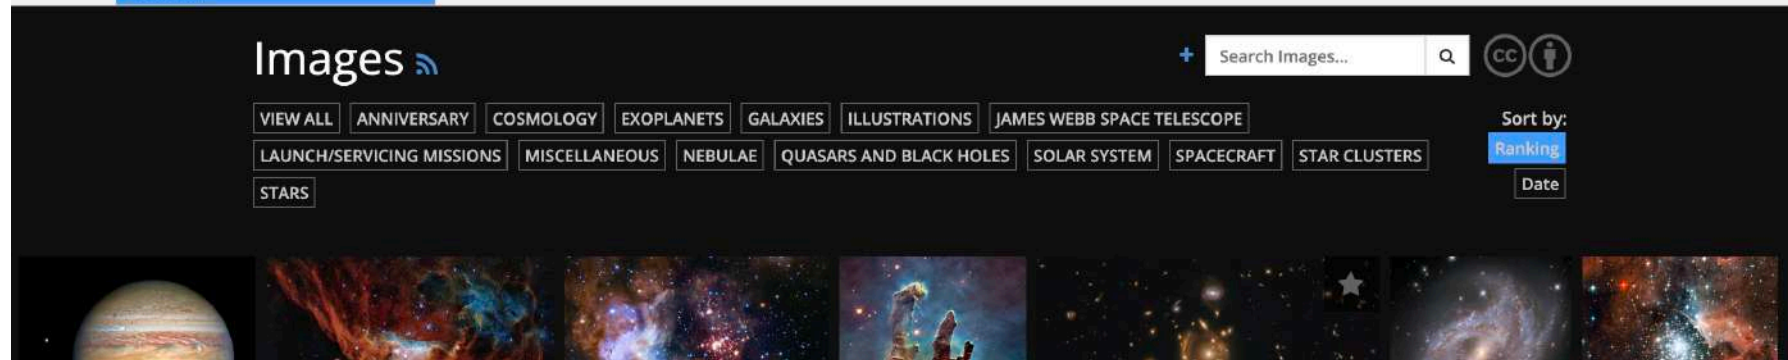 Images
Search Images...
cc
VIEW ALL ANNIVERSARY COSMOLOGY EXOPLANETS GALAXIES ILLUSTRATIONS JAMES WEBB SPACE TELESCOPE
Sort by:
LAUNCH/SERVICING MISSIONS MISCELLANEOUS NEBULAE QUASARS AND BLACK HOLES SOLAR SYSTEM SPACECRAFT STAR CLUSTERS
Ranking
STARS
Date